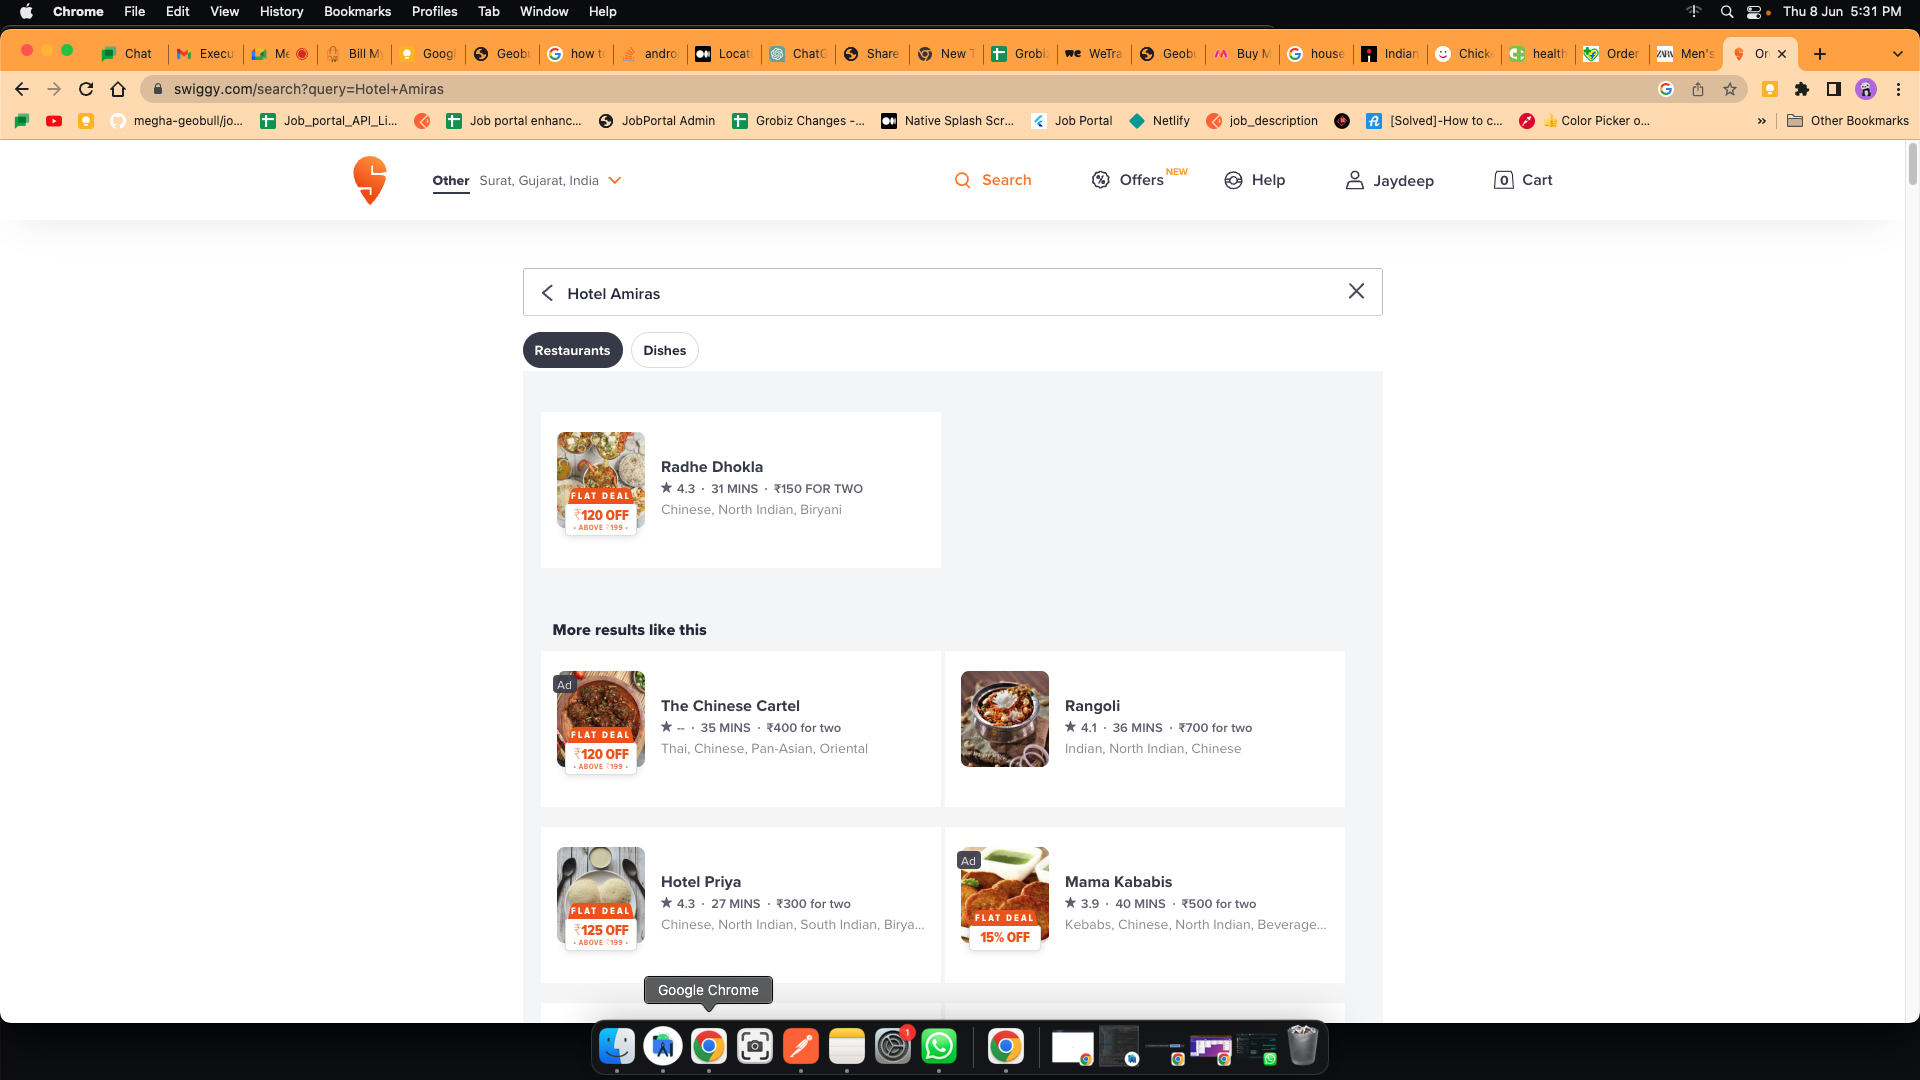 Chrome File Edit View History Bookmarks Profiles Tab Window Help Thu 8 Jun 5:31 PM
Chat Execu Me Bill My Googl Geobu how to andro Locati ChatG Share New T Grobiz WeTra Geobu Buy M house Indian Chick health Order Men's Or
swiggy.com/search?query=Hotel+Amiras
megha-geobull/jo... Job_portal_API_Li... Job portal enhanc... JobPortal Admin Grobiz Changes -... Native Splash Scr... Job Portal Netlify job_description [Solved]-How to c... 👍 Color Picker o... » Other Bookmarks
Other Surat, Gujarat, India Search Offers NEW Help Jaydeep 0 Cart
Hotel Amiras
Restaurants Dishes
Radhe Dhokla
★ 4.3 · 31 MINS · ₹150 FOR TWO
Chinese, North Indian, Biryani
FLAT DEAL
₹120 OFF
• ABOVE ₹199 •
More results like this
Ad
The Chinese Cartel
★ -- · 35 MINS · ₹400 for two
Thai, Chinese, Pan-Asian, Oriental
FLAT DEAL
₹120 OFF
• ABOVE ₹199 •
Rangoli
★ 4.1 · 36 MINS · ₹700 for two
Indian, North Indian, Chinese
Hotel Priya
★ 4.3 · 27 MINS · ₹300 for two
Chinese, North Indian, South Indian, Birya...
FLAT DEAL
₹125 OFF
• ABOVE ₹199 •
Ad
Mama Kababis
★ 3.9 · 40 MINS · ₹500 for two
Kebabs, Chinese, North Indian, Beverage...
FLAT DEAL
15% OFF
Google Chrome
1